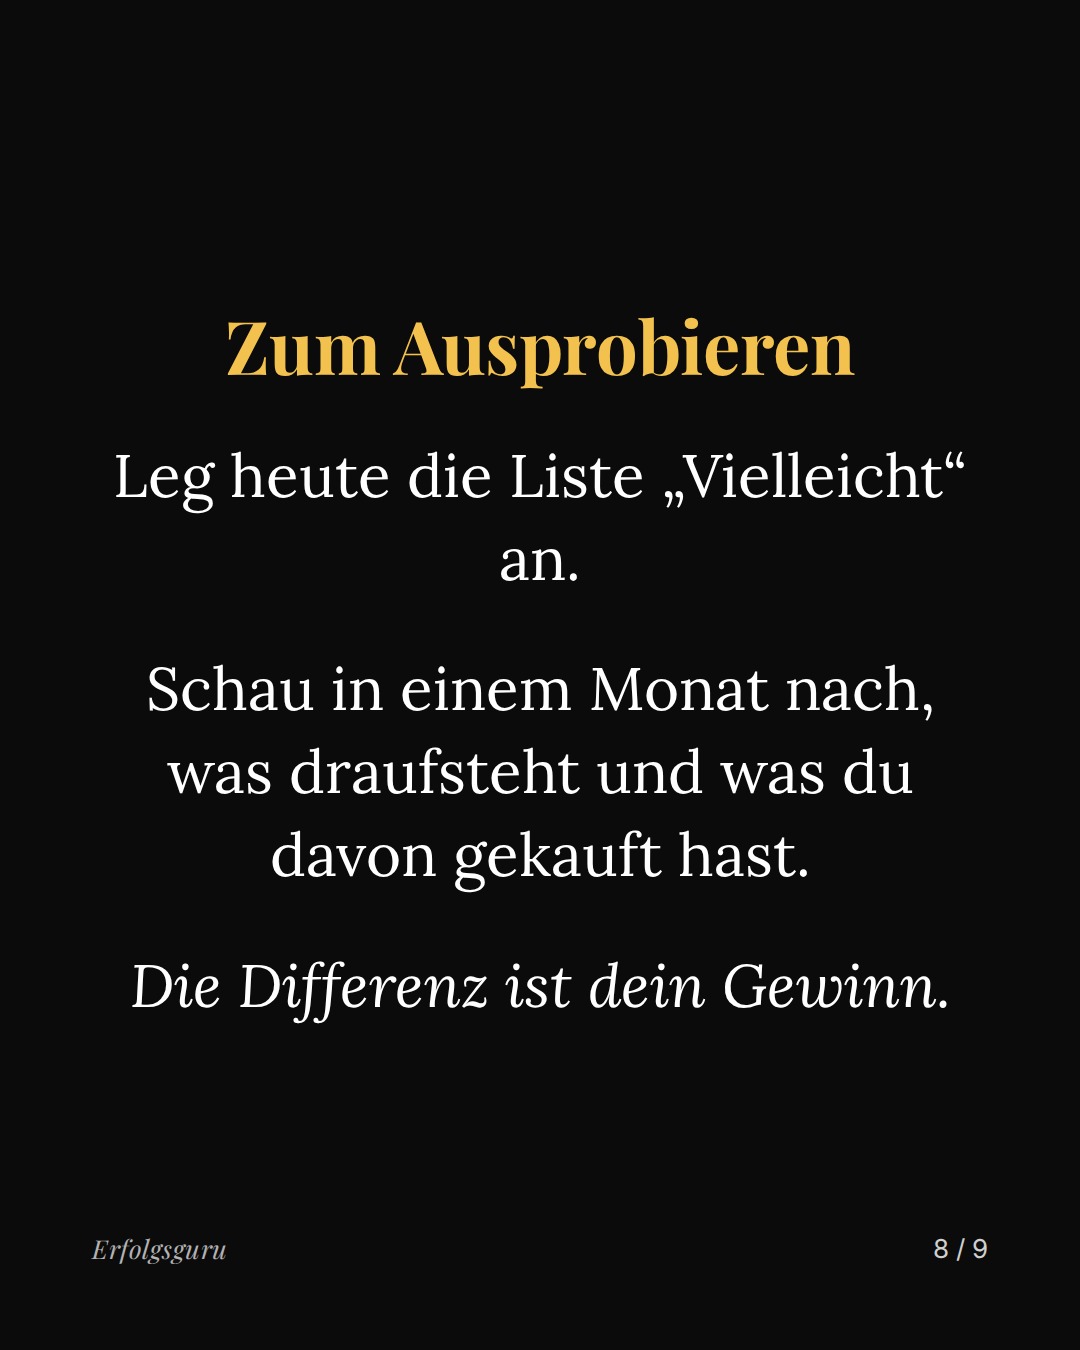 Zum Ausprobieren
Leg heute die Liste „Vielleicht“
an.
Schau in einem Monat nach,
was draufsteht und was du
davon gekauft hast.
Die Differenz ist dein Gewinn.
Erfolgsguru
8 / 9